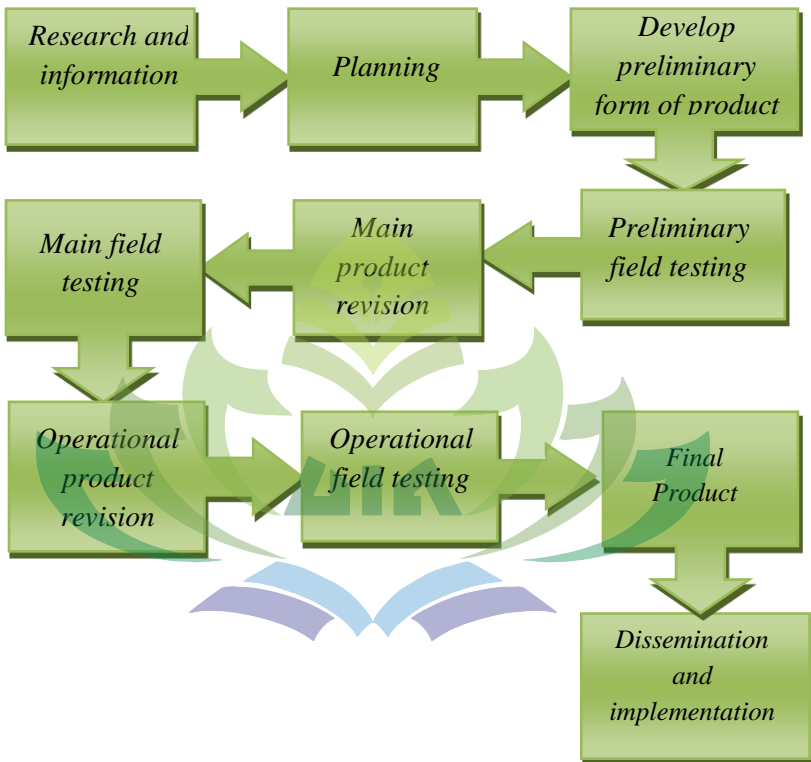 Research and
information
Planning
Develop
preliminary
form of product
Preliminary
field testing
Main
product
revision
Main field
testing
Operational
product
revision
Operational
field testing
Final
Product
Dissemination
and
implementation